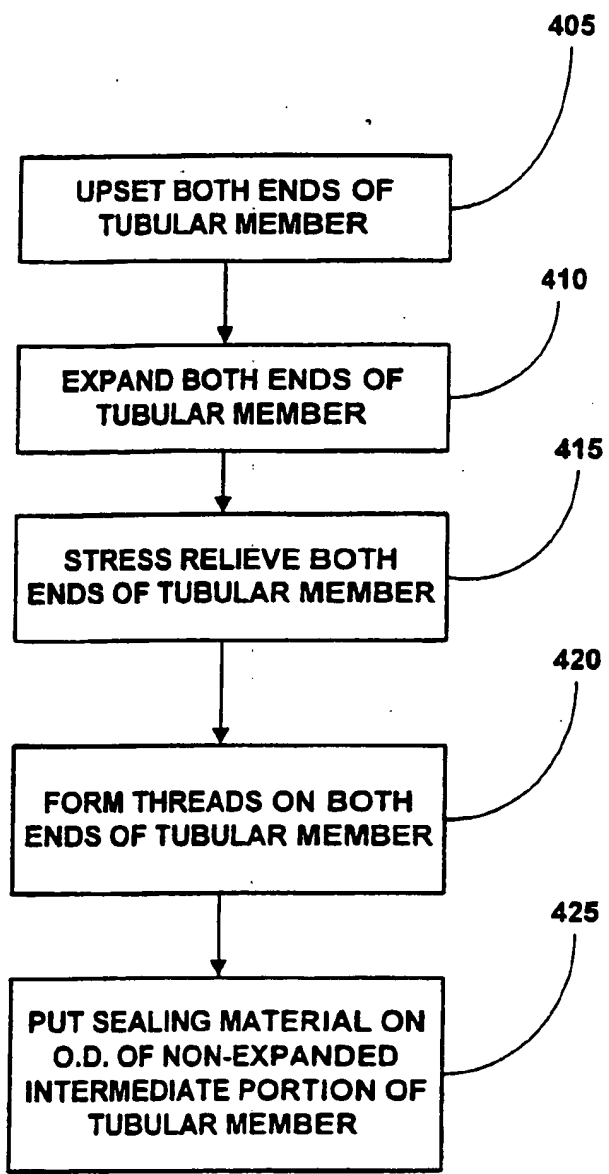 405
UPSET BOTH ENDS OF
TUBULAR MEMBER
410
EXPAND BOTH ENDS OF
TUBULAR MEMBER
415
STRESS RELIEVE BOTH
ENDS OF TUBULAR MEMBER
420
FORM THREADS ON BOTH
ENDS OF TUBULAR MEMBER
425
PUT SEALING MATERIAL ON
O.D. OF NON-EXPANDED
INTERMEDIATE PORTION OF
TUBULAR MEMBER